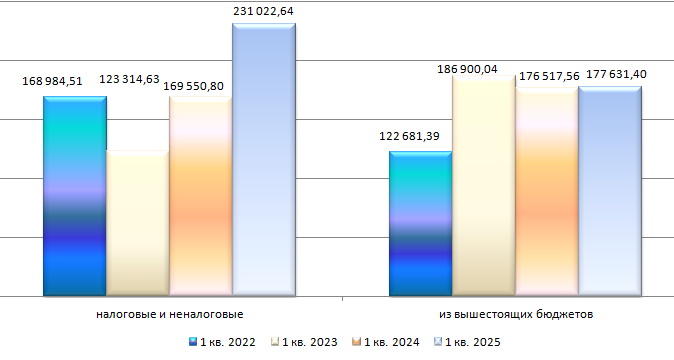 231 022,64
168 984,51
123 314,63
169 550,80
186 900,04
176 517,56
177 631,40
122 681,39
налоговые и неналоговые
из вышестоящих бюджетов
1 кв. 2022
1 кв. 2023
1 кв. 2024
1 кв. 2025